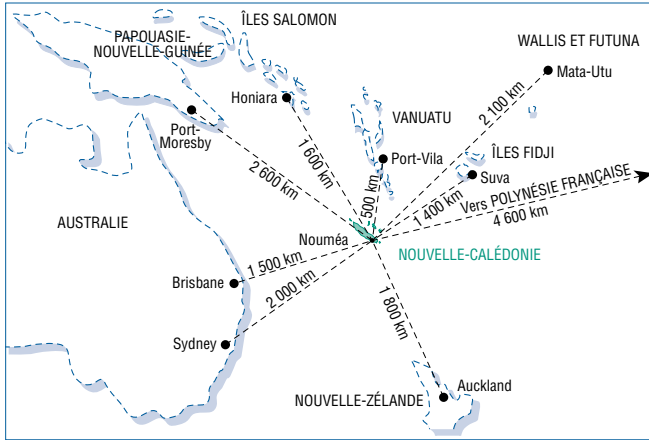 ÎLES SALOMON
PAPOUASIE-
NOUVELLE-GUINÉE
WALLIS ET FUTUNA
Mata-Utu
Honiara
Port-
Moresby
2 100 km
VANUATU
1 600 km
2 600 km
Port-Vila
ÎLES FIDJI
Suva
500 km
1 400 km
Vers POLYNÉSIE FRANÇAISE
4 600 km
AUSTRALIE
Nouméa
NOUVELLE-CALÉDONIE
1 500 km
Brisbane
2 000 km
1 800 km
Sydney
Auckland
NOUVELLE-ZÉLANDE